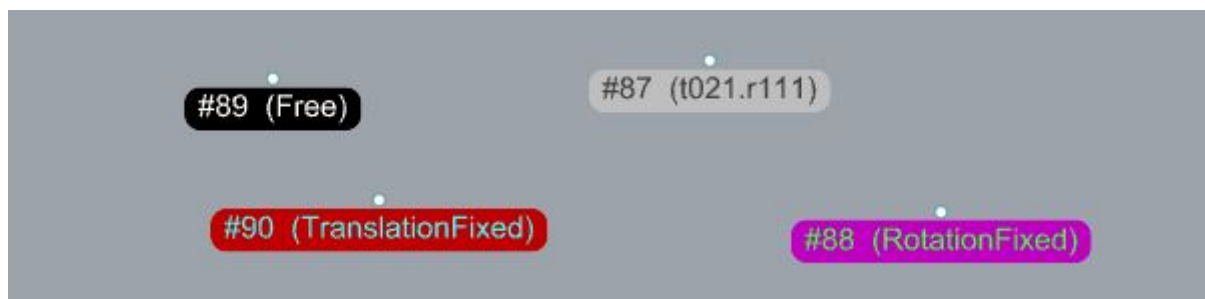 #89 (Free)
#87 (t021.r111)
#90 (TranslationFixed)
#88 (RotationFixed)